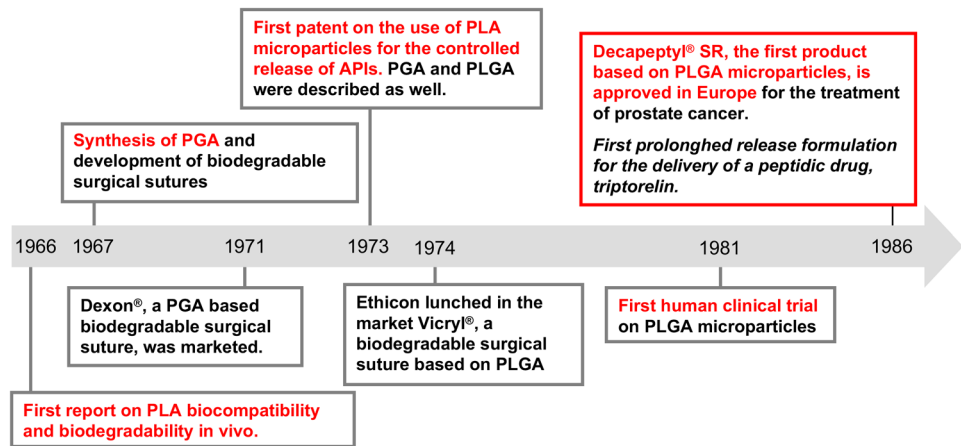 First patent on the use of PLA
microparticles for the controlled
release of APIs. PGA and PLGA
were described as well.
Decapeptyl® SR, the first product
based on PLGA microparticles, is
approved in Europe for the treatment
of prostate cancer.
First prolonghed release formulation
for the delivery of a peptidic drug,
triptorelin.
Synthesis of PGA and
development of biodegradable
surgical sutures
1966 1967 1971 1973 1974 1981 1986
Dexon®, a PGA based
biodegradable surgical
suture, was marketed.
Ethicon lunched in the
market Vicryl®, a
biodegradable surgical
suture based on PLGA
First human clinical trial
on PLGA microparticles
First report on PLA biocompatibility
and biodegradability in vivo.